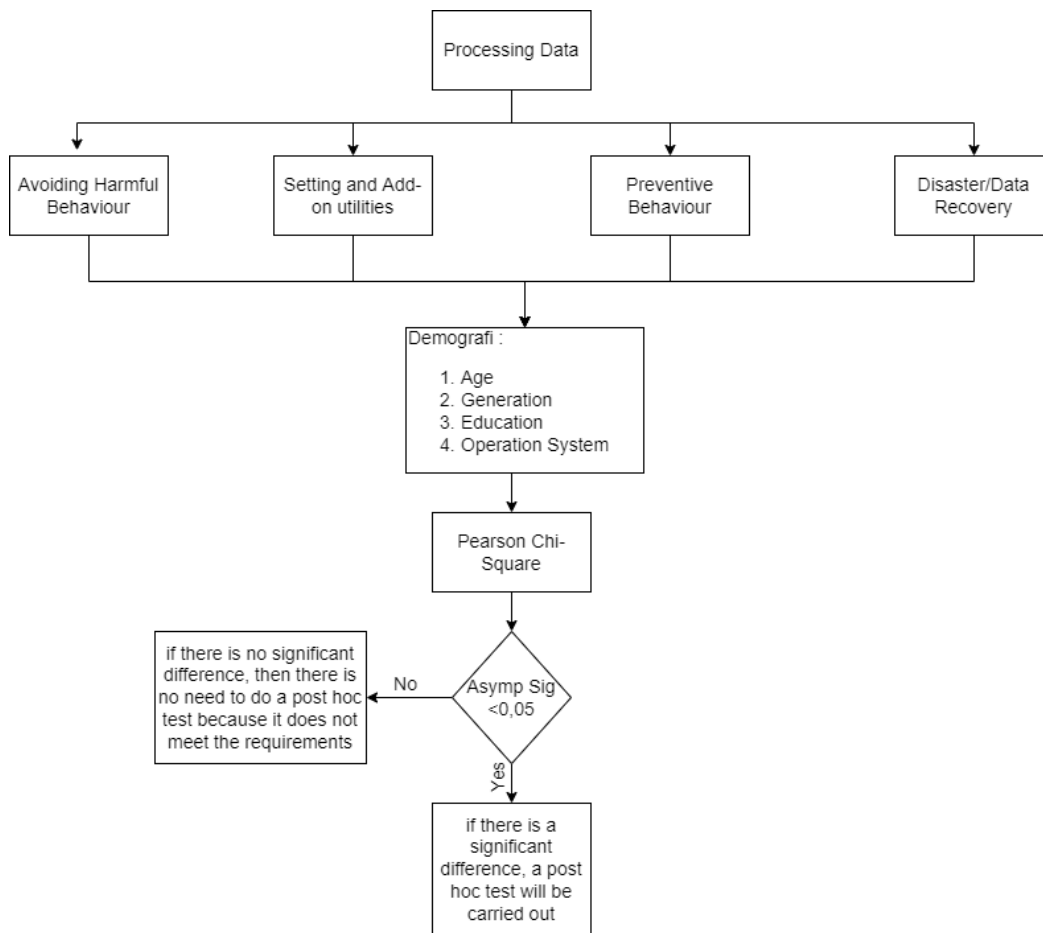 Processing Data
Avoiding Harmful
Behaviour
Setting and Add-
on utilities
Preventive
Behaviour
Disaster/Data
Recovery
Demografi :
1. Age
2. Generation
3. Education
4. Operation System
Pearson Chi-
Square
Asymp Sig
<0,05
No
if there is no significant
difference, then there is
no need to do a post hoc
test because it does not
meet the requirements
Yes
if there is a
significant
difference, a post
hoc test will be
carried out